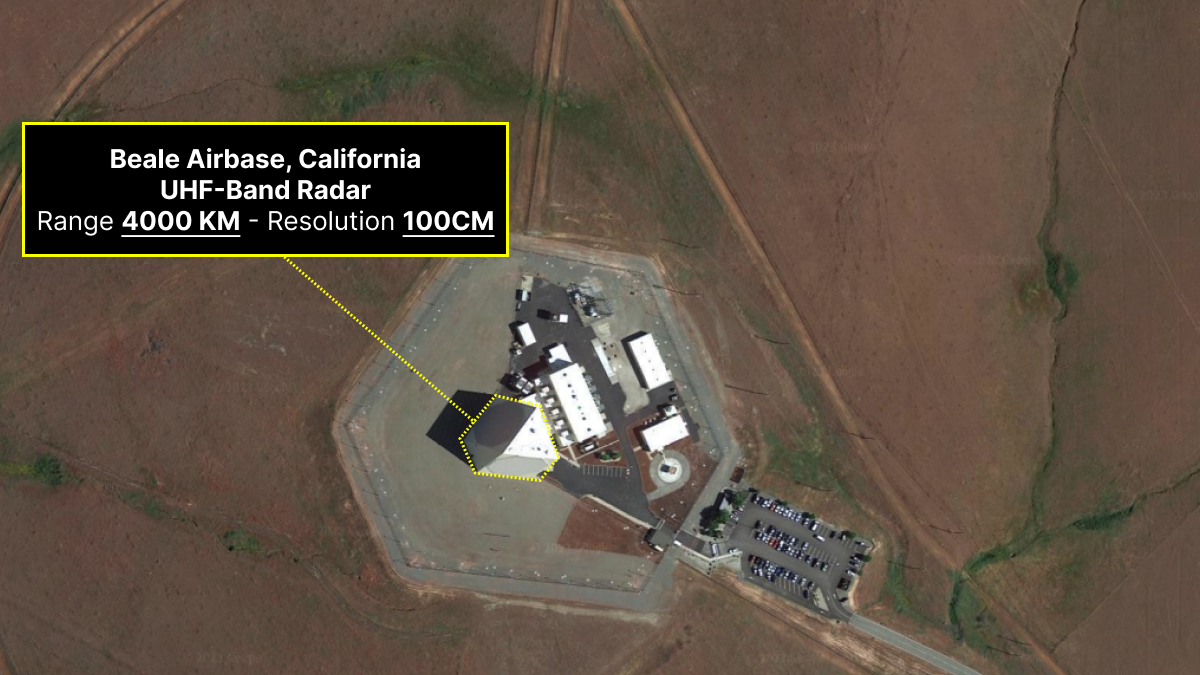 Beale Airbase, California
UHF-Band Radar
Range 4000 KM - Resolution 100CM